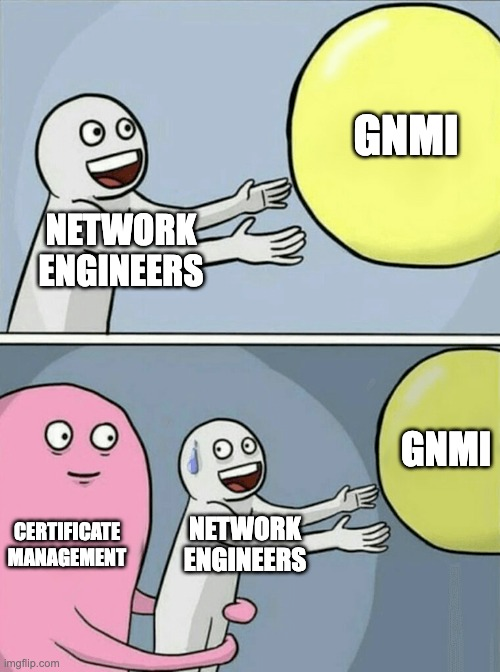 GNMI
NETWORK
ENGINEERS
GNMI
CERTIFICATE
MANAGEMENT
NETWORK
ENGINEERS
imgflip.com